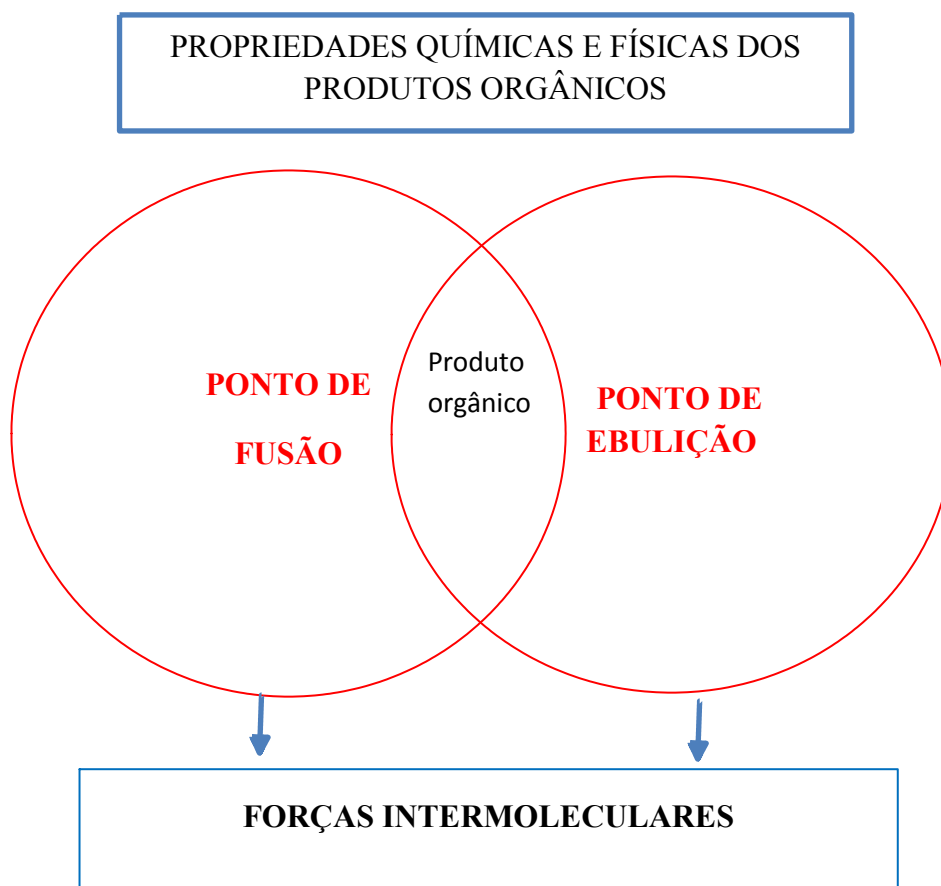 PROPRIEDADES QUÍMICAS E FÍSICAS DOS
PRODUTOS ORGÂNICOS
PONTO DE
FUSÃO
Produto
orgânico
PONTO DE
EBULIÇÃO
FORÇAS INTERMOLECULARES